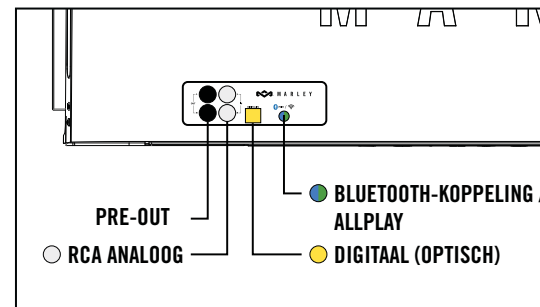 MARLEY
PRE-OUT
RCA ANALOOG
BLUETOOTH-KOPPELING /
ALLPLAY
DIGITAAL (OPTISCH)